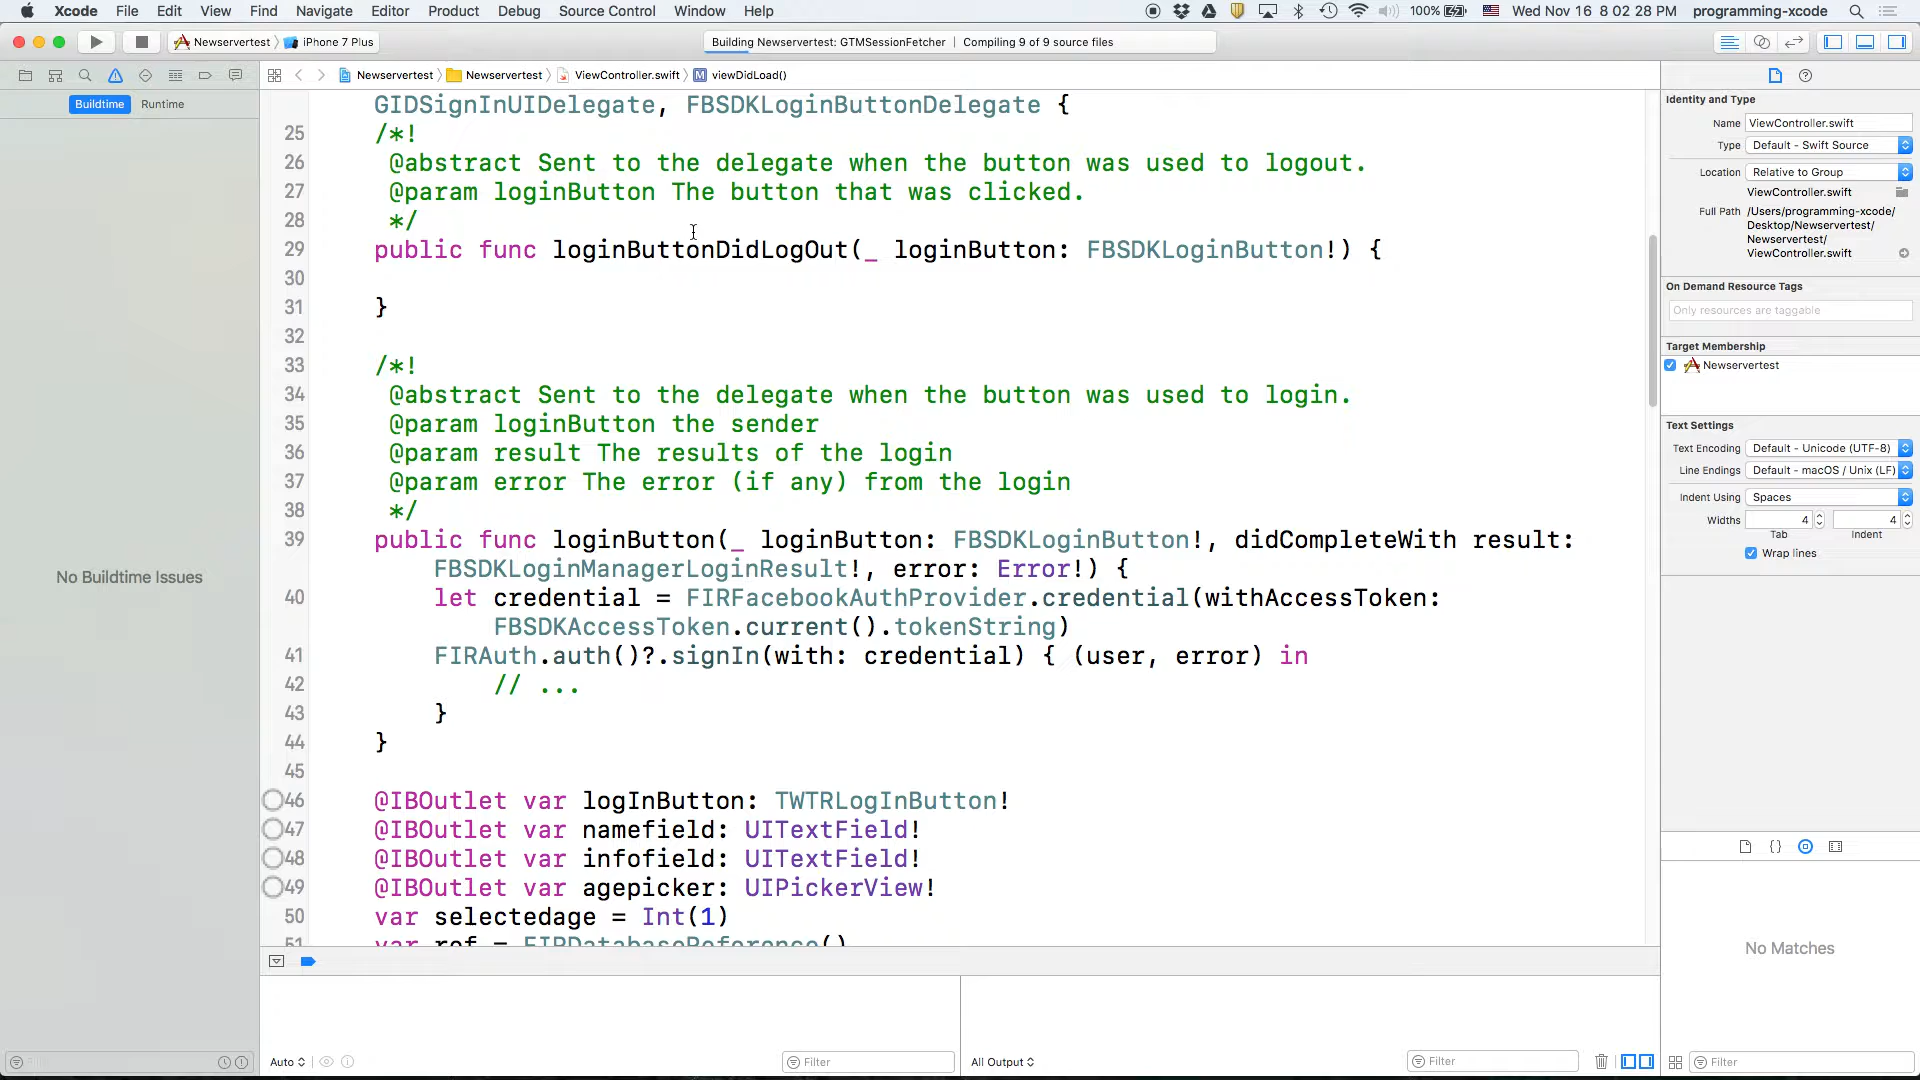 Xcode File Edit View Find Navigate Editor Product Debug Source Control Window Help
100% Wed Nov 16 8 02 28 PM programming-xcode
Newservertest iPhone 7 Plus
Building Newservertest: GTMSessionFetcher | Compiling 9 of 9 source files
Newservertest Newservertest ViewController.swift M viewDidLoad()
Buildtime Runtime
No Buildtime Issues
GIDSignInUIDelegate, FBSDKLoginButtonDelegate {
25 /*!
26 @abstract Sent to the delegate when the button was used to logout.
27 @param loginButton The button that was clicked.
28 */
29 public func loginButtonDidLogOut(_ loginButton: FBSDKLoginButton!) {
30
31 }
32
33 /*!
34 @abstract Sent to the delegate when the button was used to login.
35 @param loginButton the sender
36 @param result The results of the login
37 @param error The error (if any) from the login
38 */
39 public func loginButton(_ loginButton: FBSDKLoginButton!, didCompleteWith result:
FBSDKLoginManagerLoginResult!, error: Error!) {
40 let credential = FIRFacebookAuthProvider.credential(withAccessToken:
FBSDKAccessToken.current().tokenString)
41 FIRAuth.auth()?.signIn(with: credential) { (user, error) in
42 // ...
43 }
44 }
45
46 @IBOutlet var logInButton: TWTRLogInButton!
47 @IBOutlet var namefield: UITextField!
48 @IBOutlet var infofield: UITextField!
49 @IBOutlet var agepicker: UIPickerView!
50 var selectedage = Int(1)
51 var ref = FIRDatabaseReference()
Auto
Filter
All Output
Filter
Identity and Type
Name ViewController.swift
Type Default - Swift Source
Location Relative to Group
ViewController.swift
Full Path /Users/programming-xcode/
Desktop/Newservertest/
Newservertest/
ViewController.swift
On Demand Resource Tags
Only resources are taggable
Target Membership
Newservertest
Text Settings
Text Encoding Default - Unicode (UTF-8)
Line Endings Default - macOS / Unix (LF)
Indent Using Spaces
Widths 4 4
Tab Indent
Wrap lines
{}
No Matches
Filter